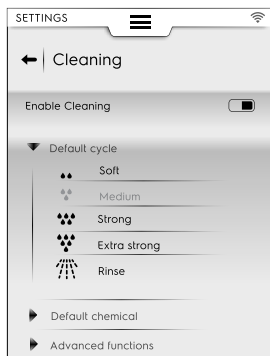 SETTINGS
Cleaning
Enable Cleaning
Default cycle
Soft
Medium
Strong
Extra strong
Rinse
Default chemical
Advanced functions